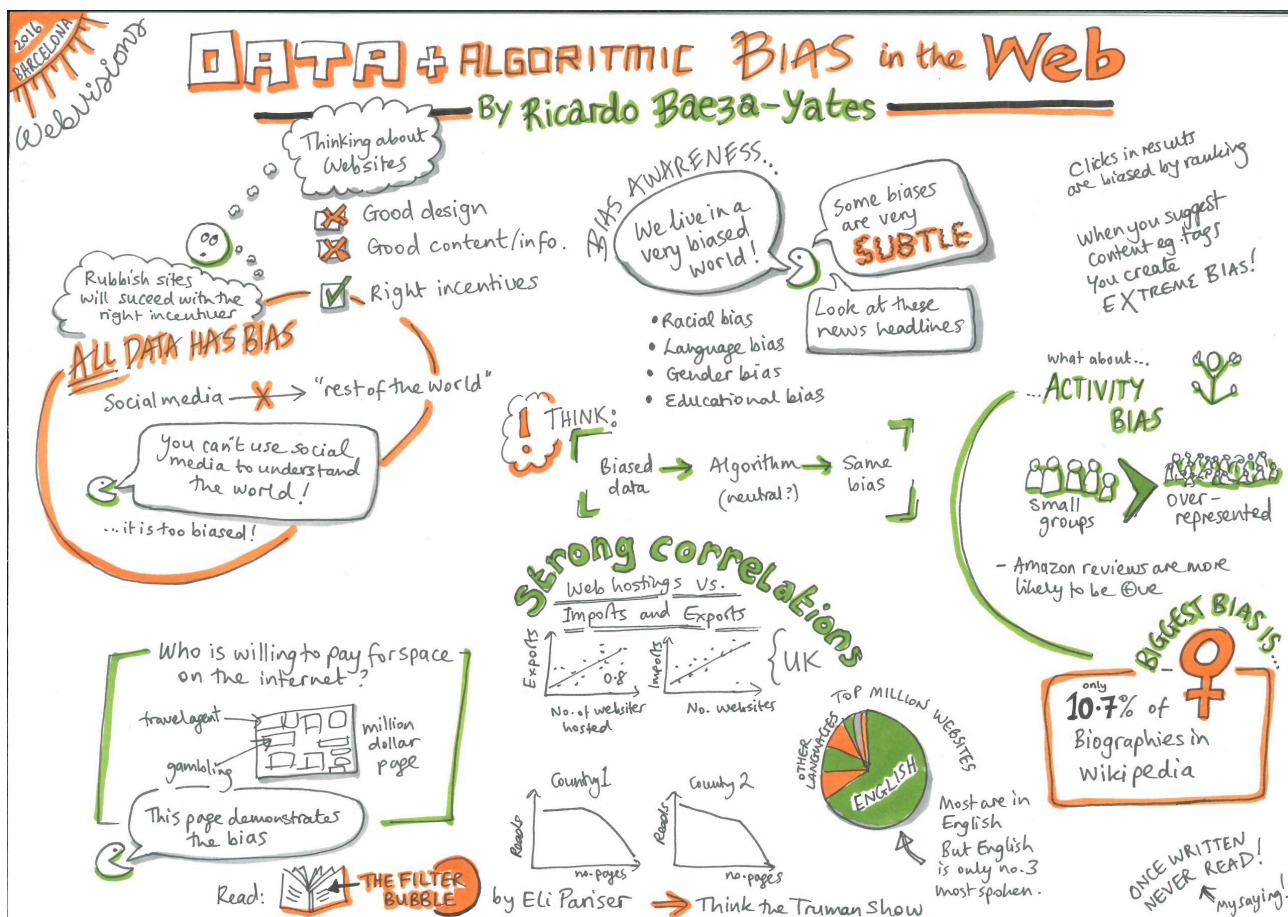 2016
BARCELONA
Webvisions
DATA + ALGORITMIC BIAS in the Web
By Ricardo Baeza-Yates
Thinking about
Websites
Good design
Good content/info.
Right incentives
Rubbish sites
will suceed with the
right incentives
ALL DATA HAS BIAS
Social media X "rest of the world"
You can't use social
media to understand
the world!
...it is too biased!
Who is willing to pay for space
on the internet?
travel agent
gambling
million
dollar
page
This page demonstrates
the bias
Read:
THE FILTER
BUBBLE
by Eli Pariser → Think the Truman Show
BIAS AWARENESS...
We live in a
very biased
world!
Some biases
are very
SUBTLE
Look at these
news headlines
• Racial bias
• Language bias
• Gender bias
• Educational bias
! THINK:
Biased
data
Algorithm
(neutral?)
Same
bias
Strong correlations
Web hostings Vs.
Imports and Exports
Exports
0.8
No. of websites
hosted
Imports
No. websites
UK
Country 1
Reads
no. pages
Country 2
Reads
no. pages
TOP MILLION WEBSITES
OTHER
LANGUAGES
ENGLISH
Most are in
English
But English
is only no. 3
most spoken.
Clicks in results
are biased by ranking
When you suggest
content eg. tags
You create
EXTREME BIAS!
what about...
...ACTIVITY
BIAS
small
groups
over-
represented
- Amazon reviews are more
likely to be +ve
BIGGEST BIAS IS...
only
10.7% of
Biographies in
Wikipedia
ONCE WRITTEN
NEVER READ!
my saying!